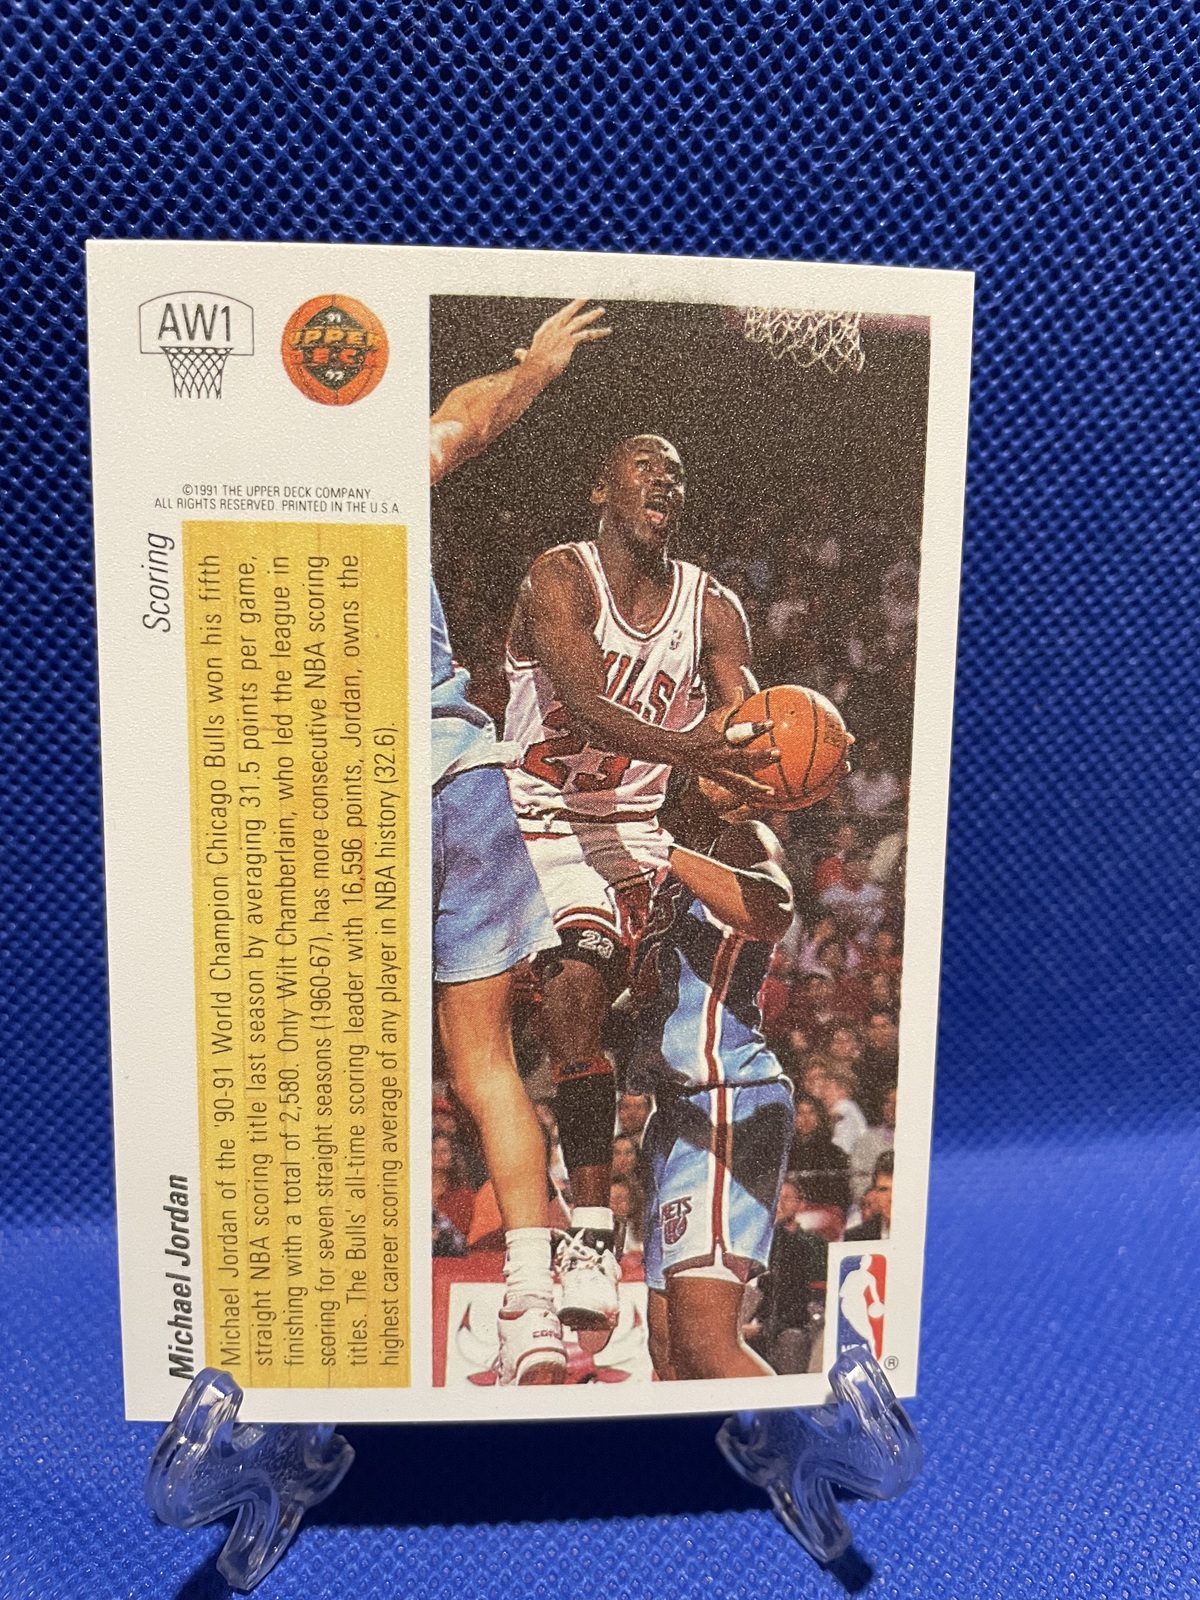 AW1
91
UPPER
DECK
92
©1991 THE UPPER DECK COMPANY
ALL RIGHTS RESERVED. PRINTED IN THE U.S.A.
Michael Jordan
Scoring
Michael Jordan of the '90-91 World Champion Chicago Bulls won his fifth
straight NBA scoring title last season by averaging 31.5 points per game,
finishing with a total of 2,580. Only Wilt Chamberlain, who led the league in
scoring for seven straight seasons (1960-67), has more consecutive NBA scoring
titles. The Bulls' all-time scoring leader with 16,596 points, Jordan, owns the
highest career scoring average of any player in NBA history (32.6).
23
23
NETS
®